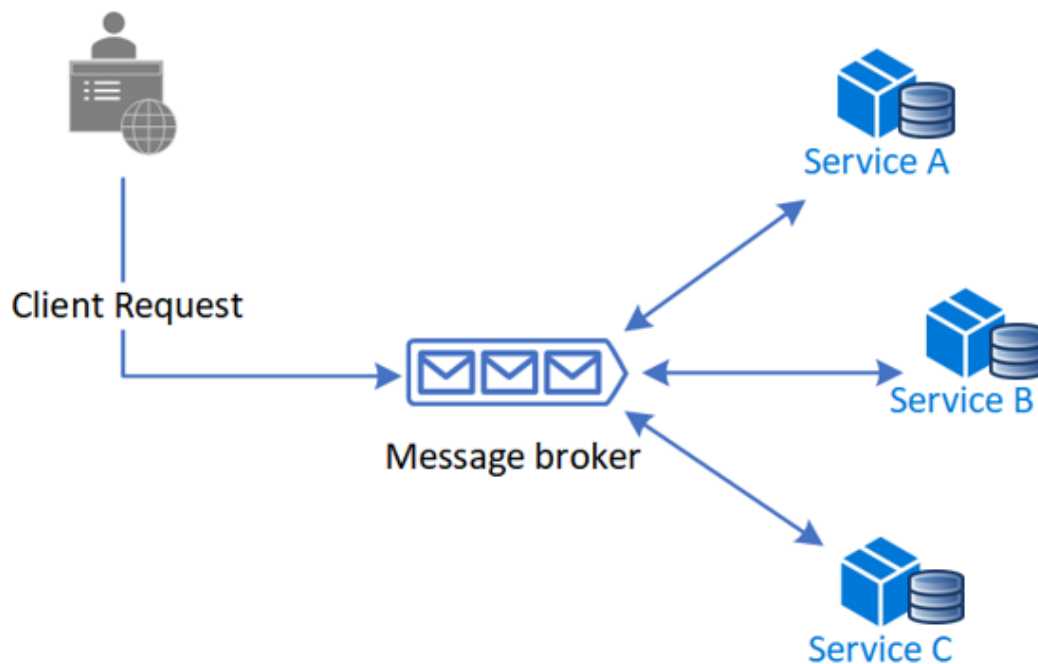 Service A
Client Request
Service B
Message broker
Service C